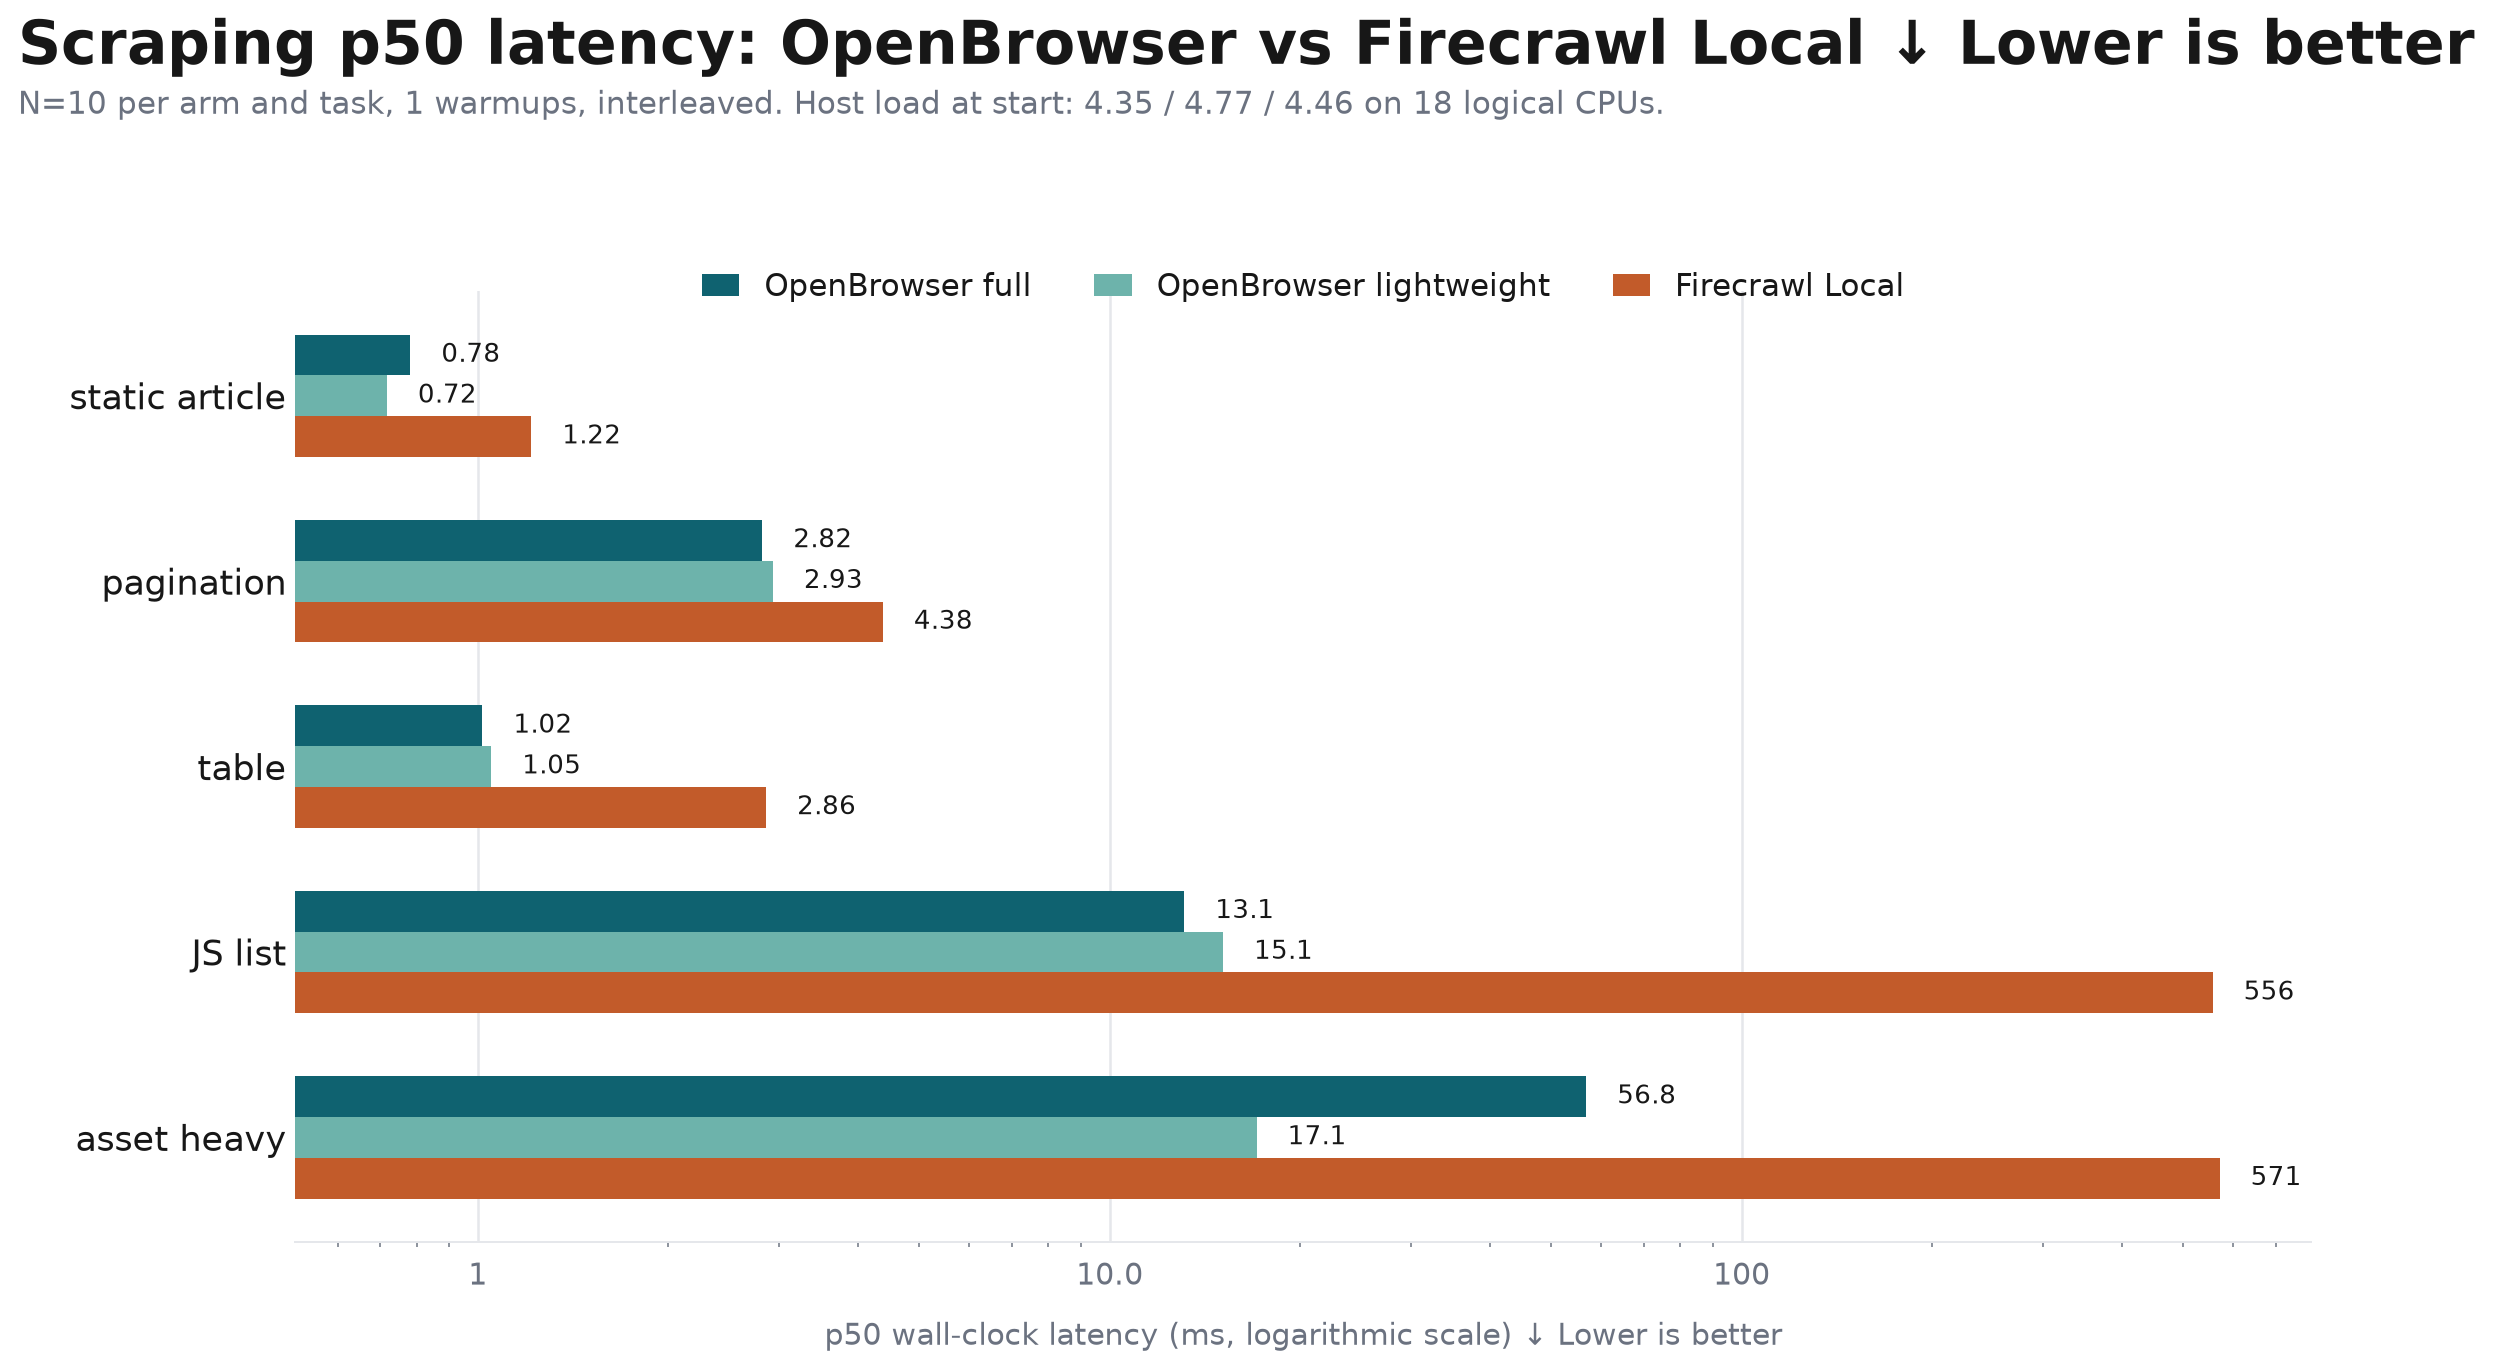 Scraping p50 latency: OpenBrowser vs Firecrawl Local ↓ Lower is better
N=10 per arm and task, 1 warmups, interleaved. Host load at start: 4.35 / 4.77 / 4.46 on 18 logical CPUs.
OpenBrowser full OpenBrowser lightweight Firecrawl Local
static article
0.78
0.72
1.22
pagination
2.82
2.93
4.38
table
1.02
1.05
2.86
JS list
13.1
15.1
556
asset heavy
56.8
17.1
571
1 10.0 100
p50 wall-clock latency (ms, logarithmic scale) ↓ Lower is better